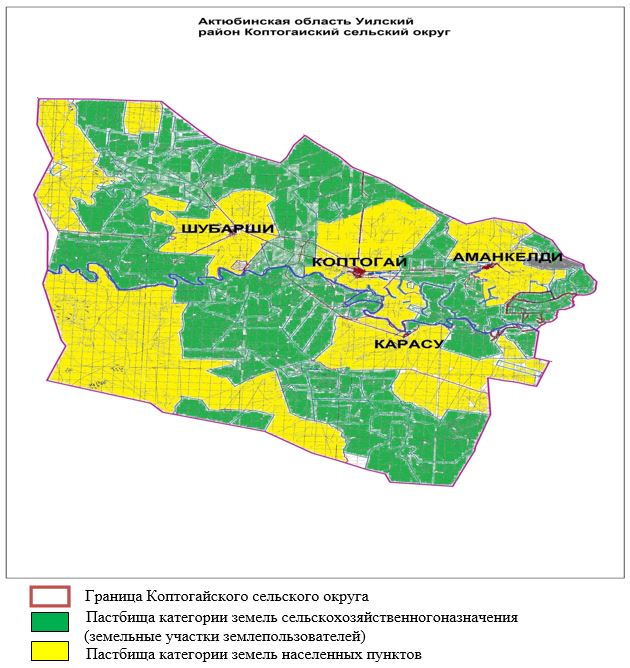 Актюбинская область Уилский
район Коптогаиский сельский округ
ШУБАРШИ
КОПТОГАЙ
АМАНКЕЛДИ
КАРАСУ
Граница Коптогайского сельского округа
Пастбища категории земель сельскохозяйственногоназначения
(земельные участки землепользователей)
Пастбища категории земель населенных пунктов